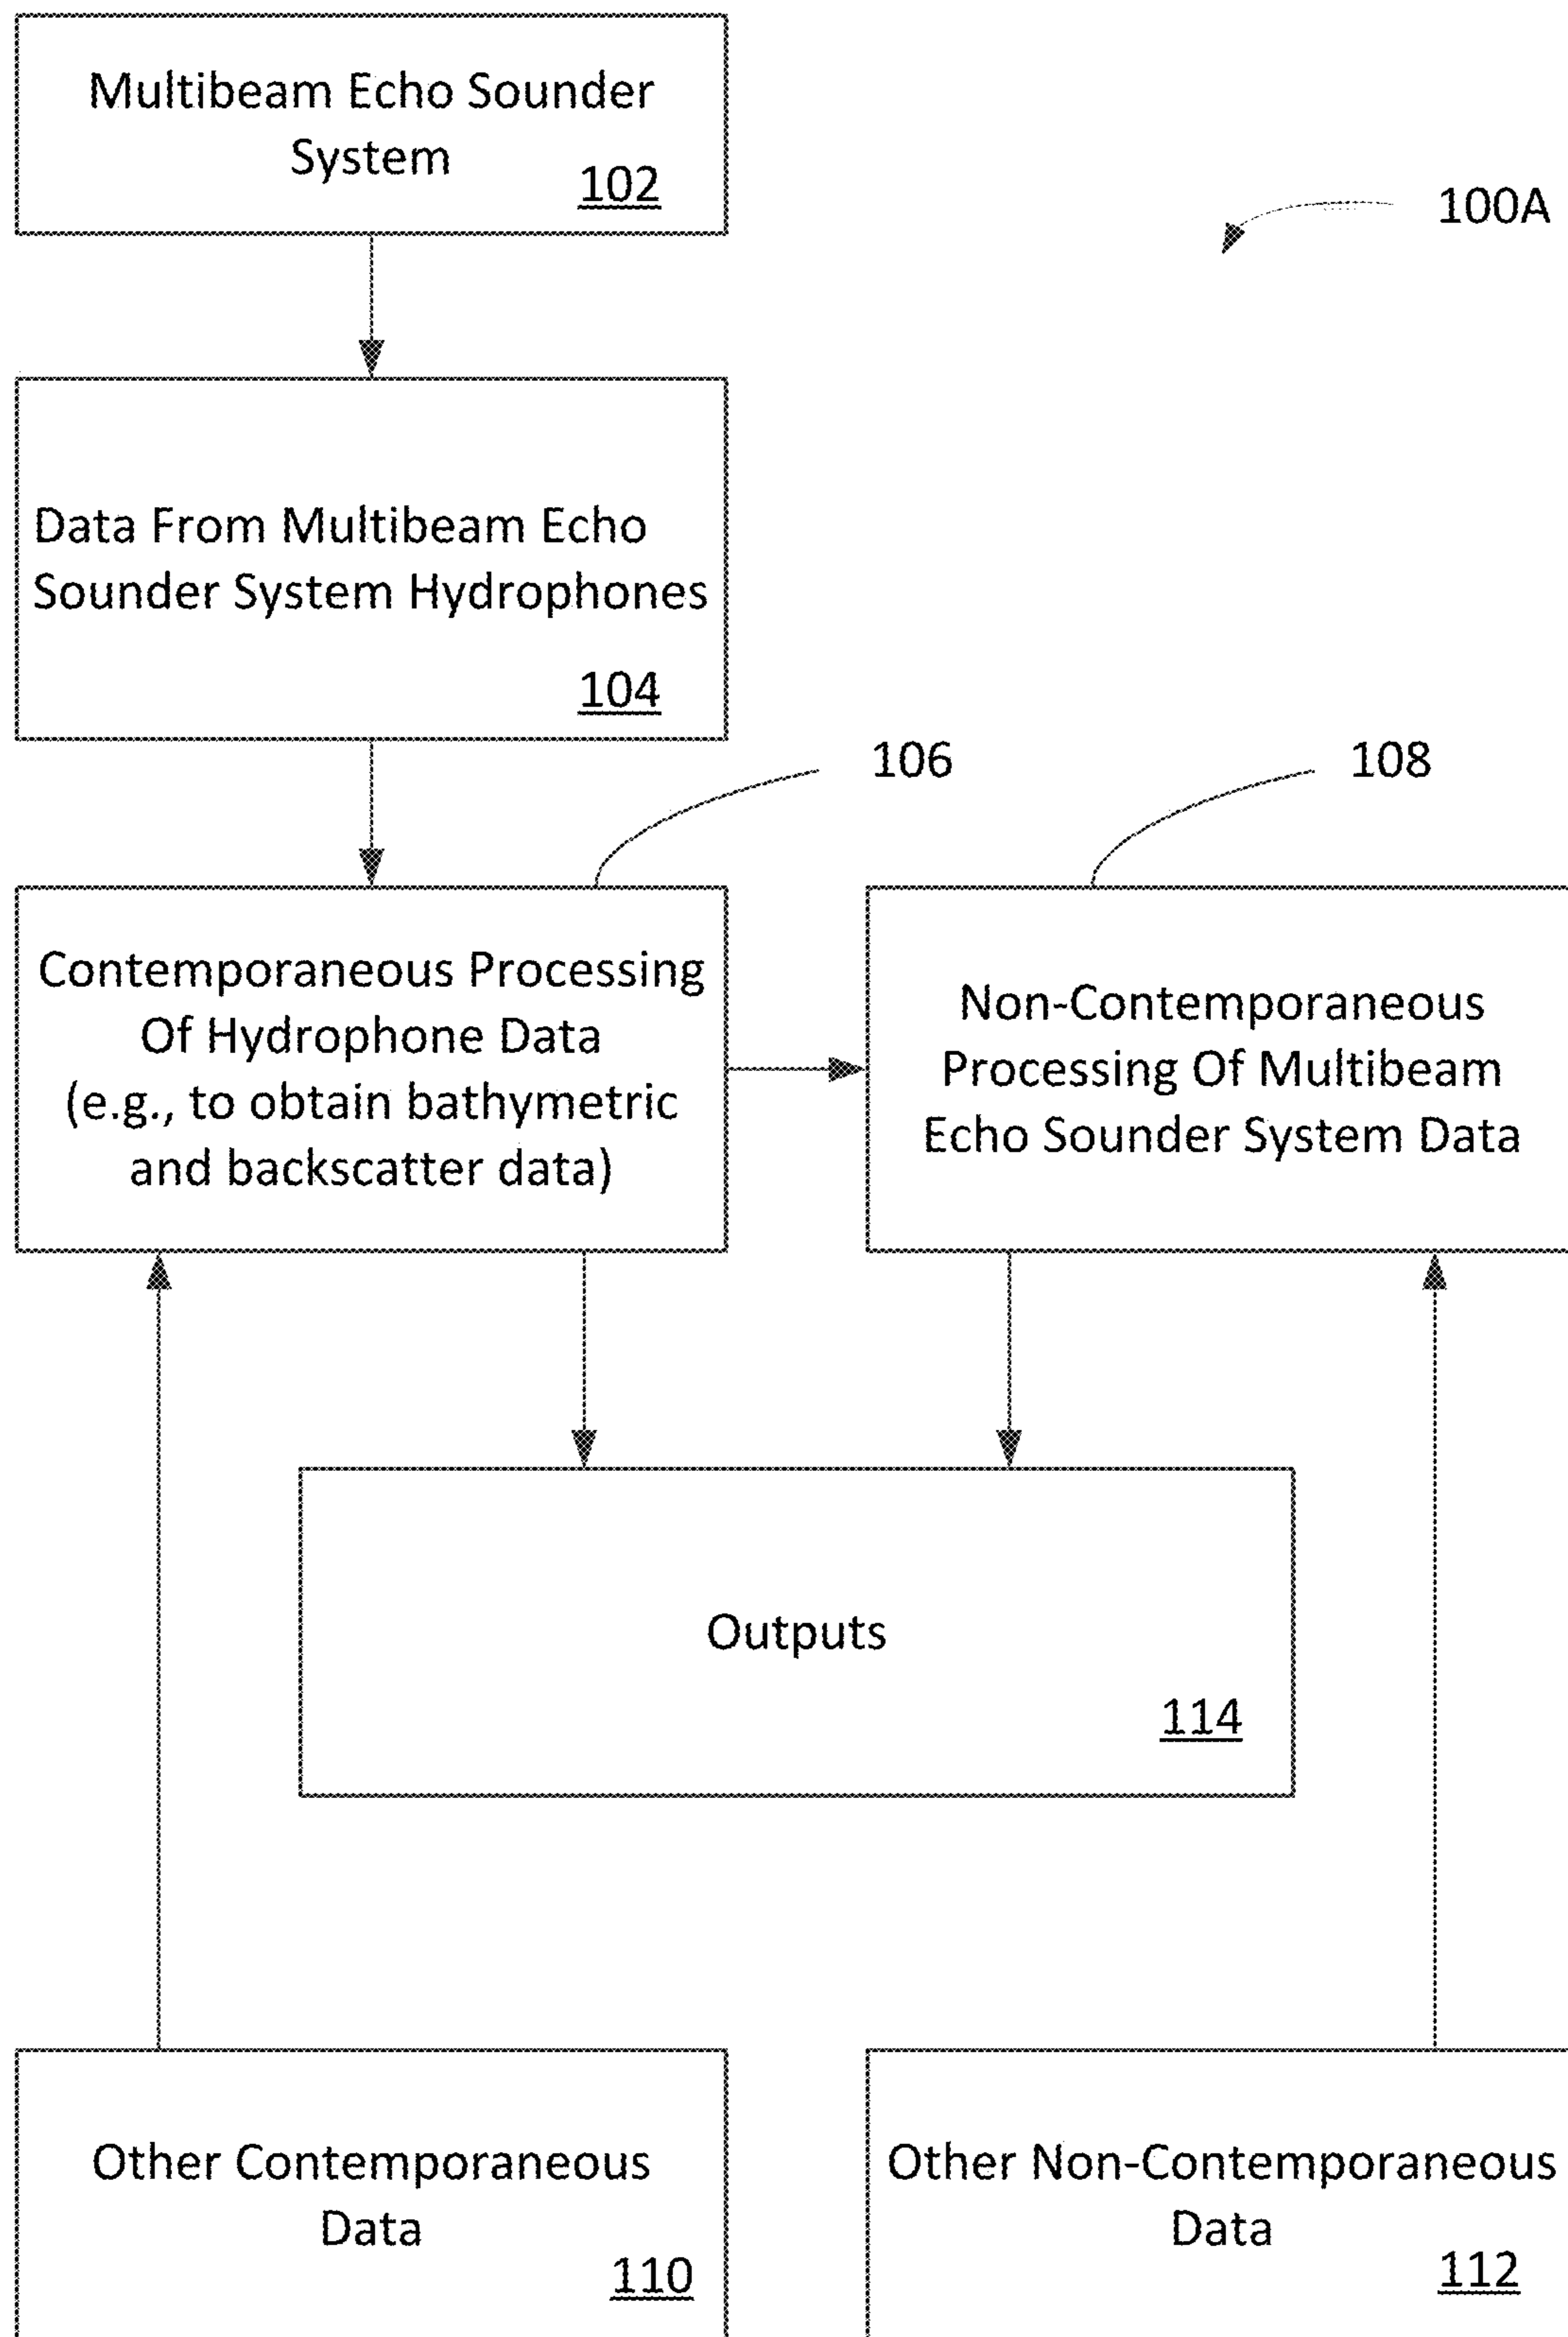 Multibeam Echo Sounder
System
102
100A
Data From Multibeam Echo
Sounder System Hydrophones
104
106
108
Contemporaneous Processing
Of Hydrophone Data
(e.g., to obtain bathymetric
and backscatter data)
Non-Contemporaneous
Processing Of Multibeam
Echo Sounder System Data
Outputs
114
Other Contemporaneous
Data
110
Other Non-Contemporaneous
Data
112